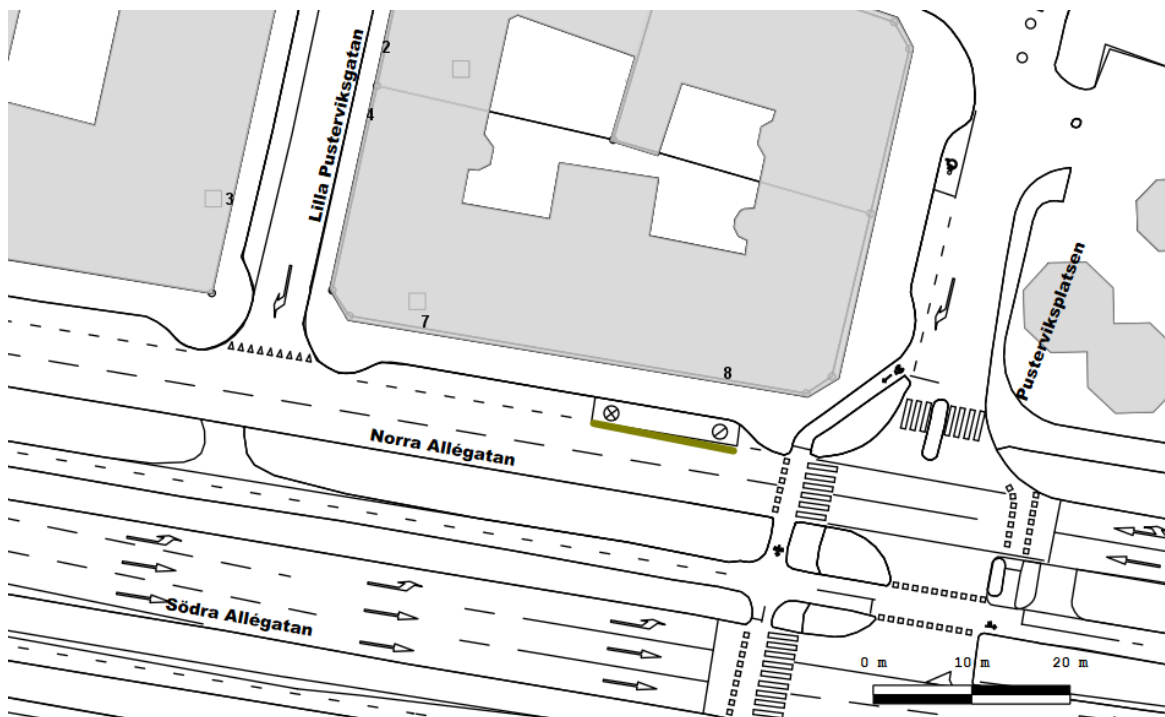 2
4
Lilla Pusterviksgatan
3
7
8
Pusterviksplatsen
Norra Allégatan
Södra Allégatan
0 m 10 m 20 m